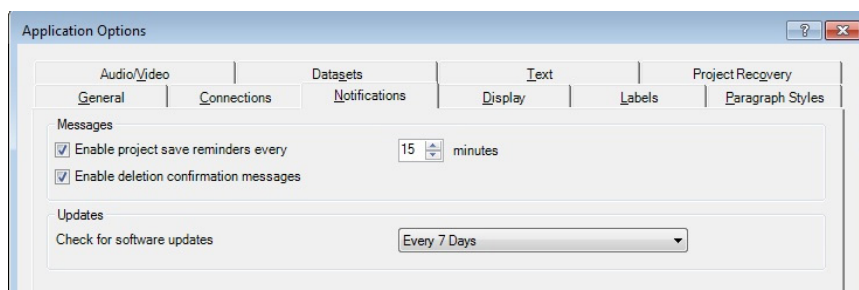 Application Options
Audio/Video Datasets Text Project Recovery
General Connections Notifications Display Labels Paragraph Styles
Messages
Enable project save reminders every 15 minutes
Enable deletion confirmation messages
Updates
Check for software updates Every 7 Days